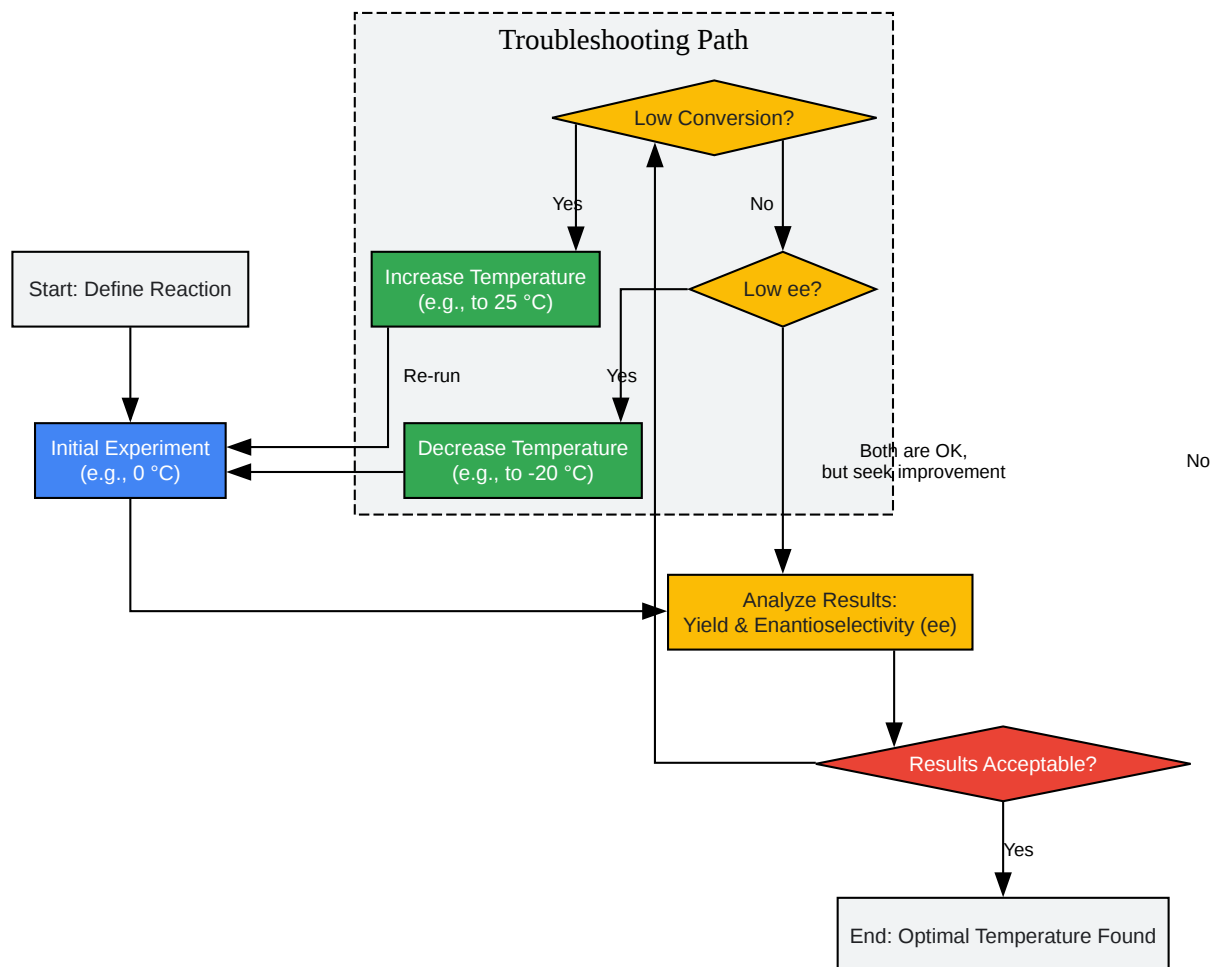 Troubleshooting Path
Low Conversion?
Yes
No
Start: Define Reaction
Increase Temperature
(e.g., to 25 °C)
Low ee?
Re-run
Yes
Initial Experiment
(e.g., 0 °C)
Decrease Temperature
(e.g., to -20 °C)
Both are OK,
but seek improvement
No
Analyze Results:
Yield & Enantioselectivity (ee)
Results Acceptable?
Yes
End: Optimal Temperature Found